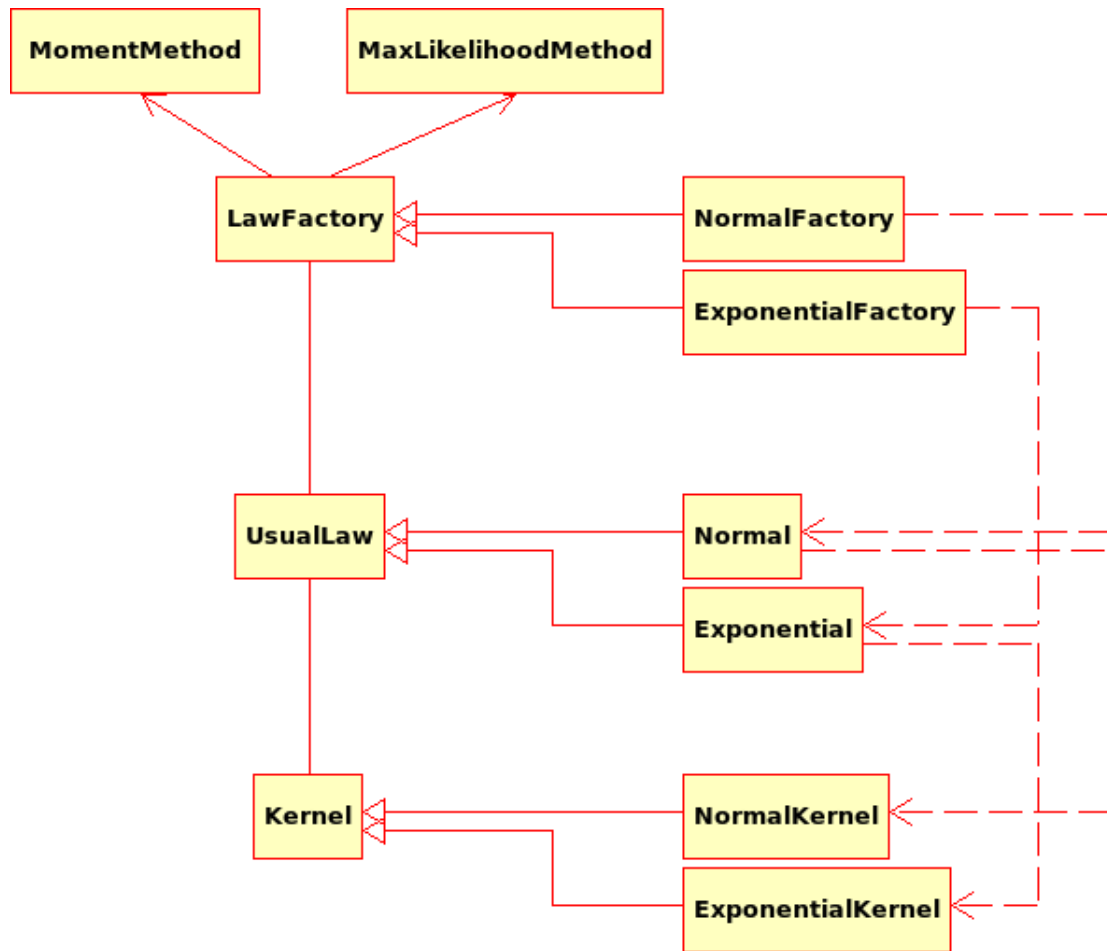 MomentMethod
MaxLikelihoodMethod
LawFactory
NormalFactory
ExponentialFactory
UsualLaw
Normal
Exponential
Kernel
NormalKernel
ExponentialKernel